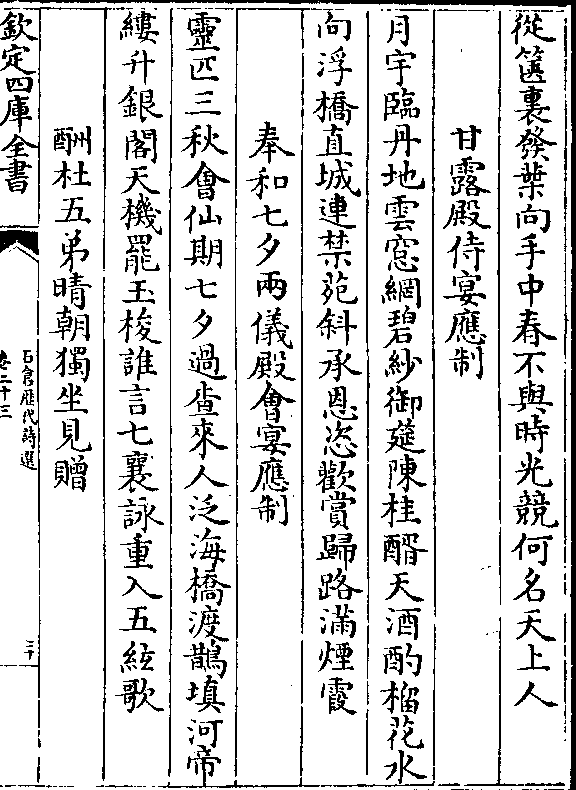 從篋裏發葉向手中春不與時光競何名天上人
甘露殿侍宴應制
月宇臨丹地雲窓網碧紗御筵陳桂醑天酒酌榴花水
向浮橋直城連禁苑斜承恩恣歡賞歸路滿煙霞
奉和七夕兩儀殿會宴應制
靈匹三秋會仙期七夕過查來人泛海橋渡鵲填河帝
縷升銀閣天機罷玉梭誰言七襄詠重入五絃歌
酬杜五弟晴朝獨坐見贈
欽定四庫全書
石倉歷代詩選
卷二十三
三十